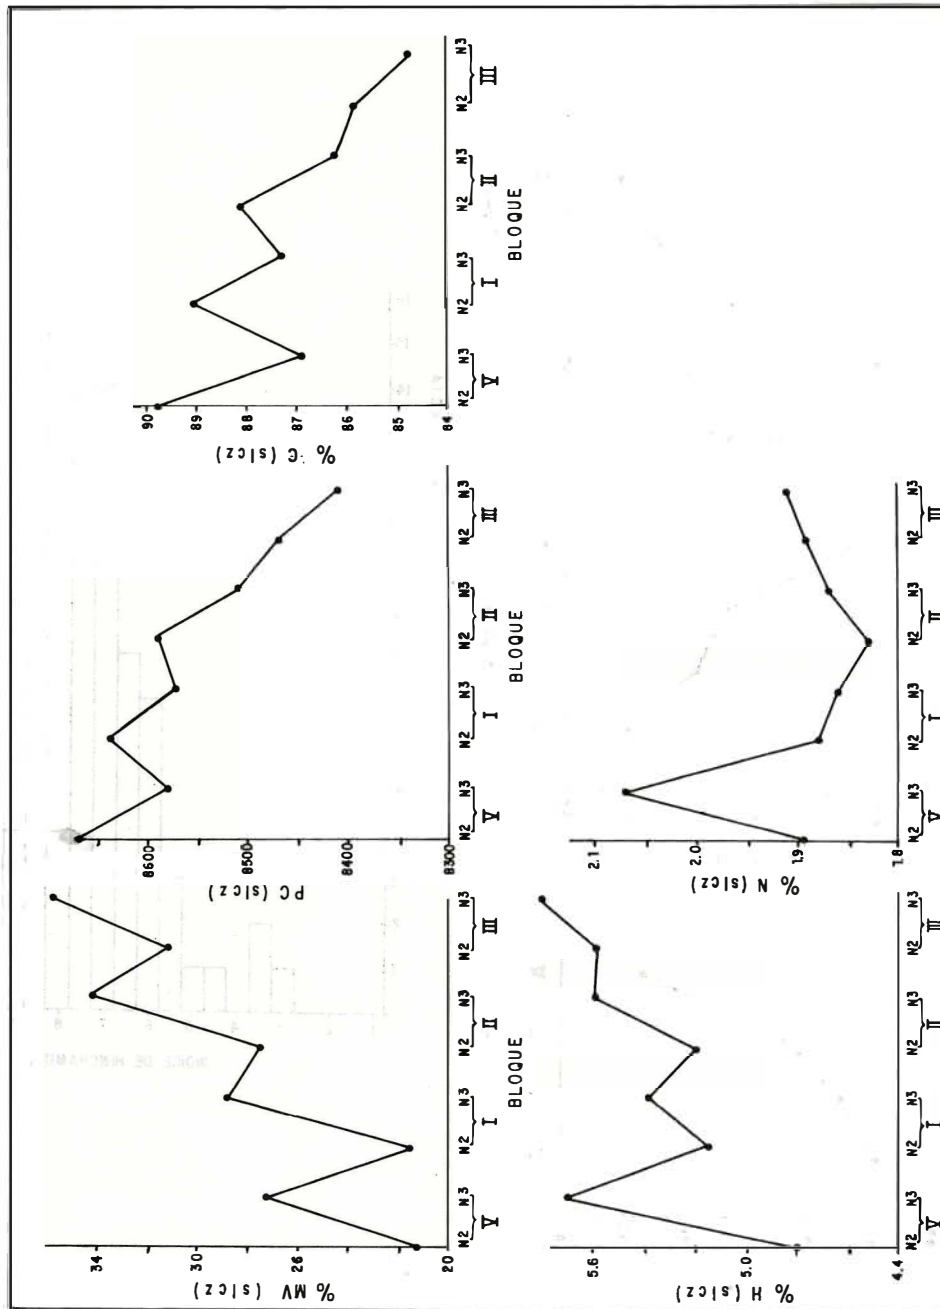 % MV (s|cz)
34
30
26
20
N2 N3 N2 N3 N2 N3 N2 N3
V I II III
BLOQUE
PC (s|cz)
8600
8500
8400
8300
N2 N3 N2 N3 N2 N3 N2 N3
V I II III
BLOQUE
% C (s|cz)
90
89
88
87
86
85
84
N2 N3 N2 N3 N2 N3 N2 N3
V I II III
BLOQUE
% H (s|cz)
5.6
5.0
4.4
N2 N3 N2 N3 N2 N3 N2 N3
V I II III
% N (s|cz)
2.1
2.0
1.9
1.8
N2 N3 N2 N3 N2 N3 N2 N3
V I II III